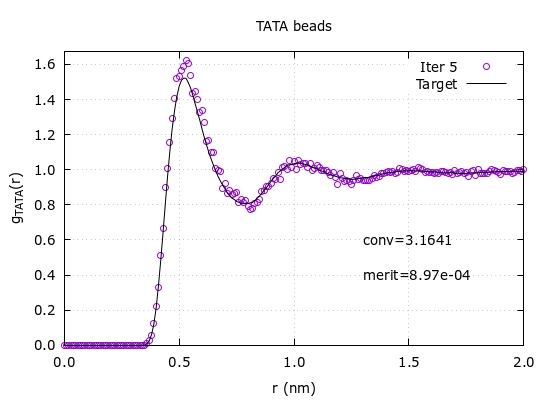 TATA beads
Iter 5
Target
conv=3.1641
merit=8.97e-04
gTATA(r)
1.6
1.4
1.2
1.0
0.8
0.6
0.4
0.2
0.0
0.0 0.5 1.0 1.5 2.0
r (nm)